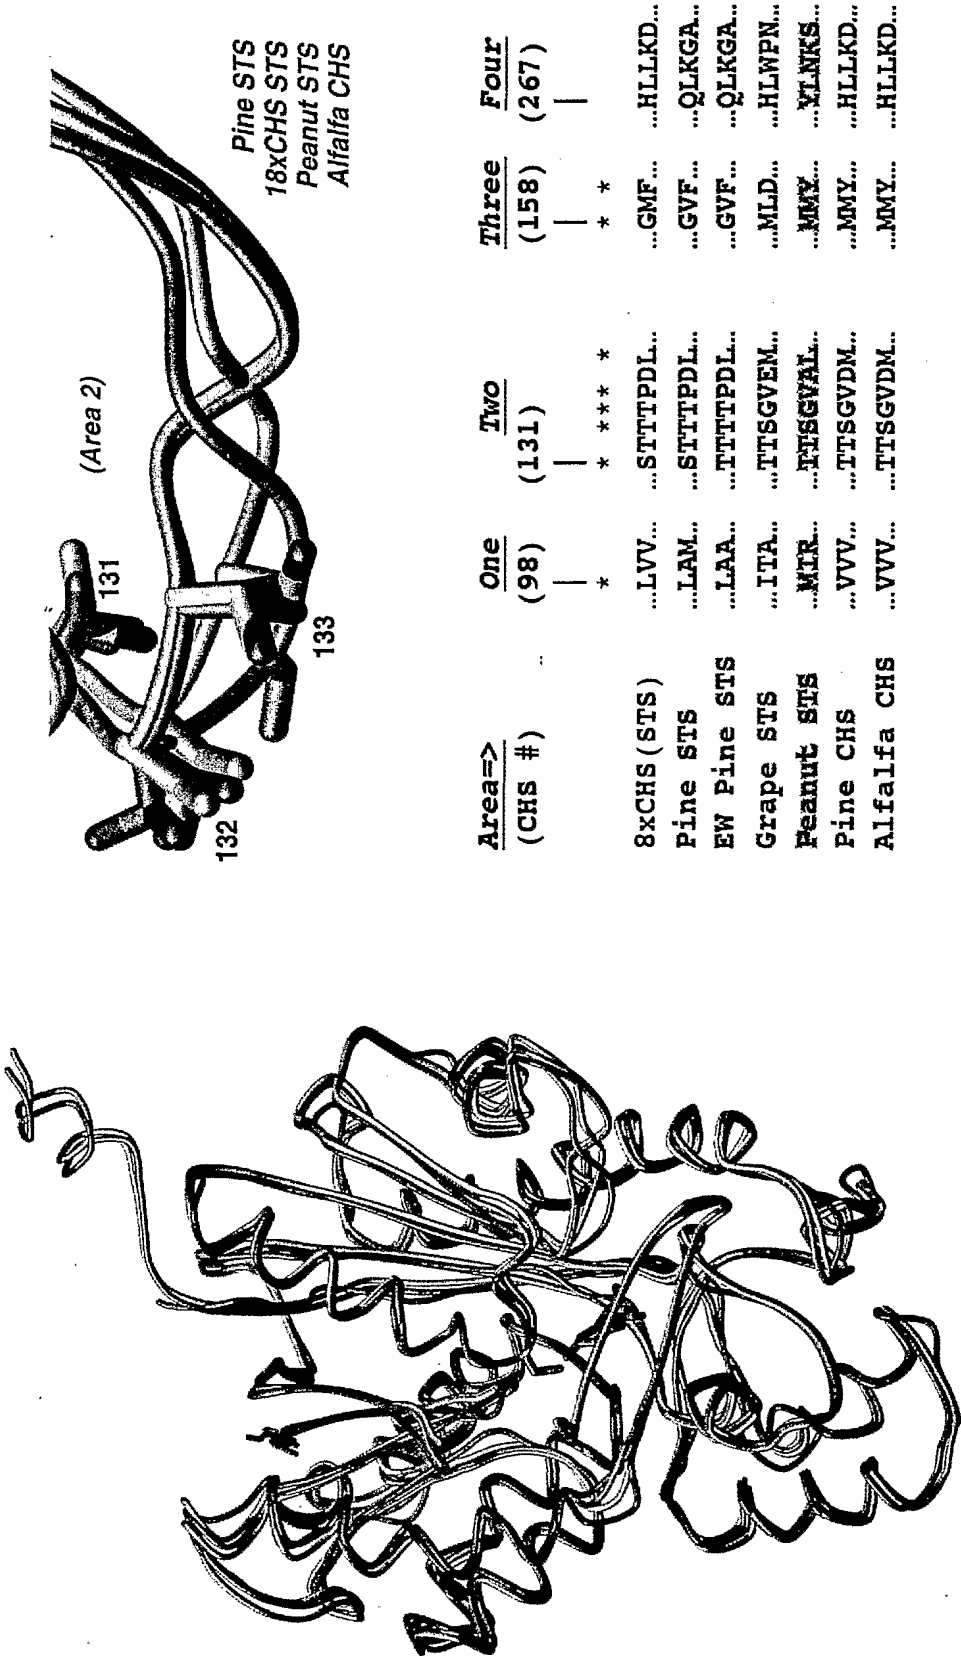 131
132
133
(Area 2)
Pine STS
18xCHS STS
Peanut STS
Alfalfa CHS
Area=> One Two Three Four
(CHS #) (98) (131) (158) (267)
| | | |
* * *** * * *
8xCHS(STS) ...LVV... ...STTTPDL... ...GMF... ...HLLKD...
Pine STS ...LAM... ...STTTPDL... ...GVF... ...QLKGA...
EW Pine STS ...LAA... ...TTTTPDL... ...GVF... ...QLKGA...
Grape STS ...ITA... ...TTSGVEM... ...MLD... ...HLWPN...
Peanut STS ...MTR... ...TTSGVAL... ...MMY... ...VLNKS...
Pine CHS ...VVV... ...TTSGVDM... ...MMY... ...HLLKD...
Alfalfa CHS ...VVV... ...TTSGVDM... ...MMY... ...HLLKD...